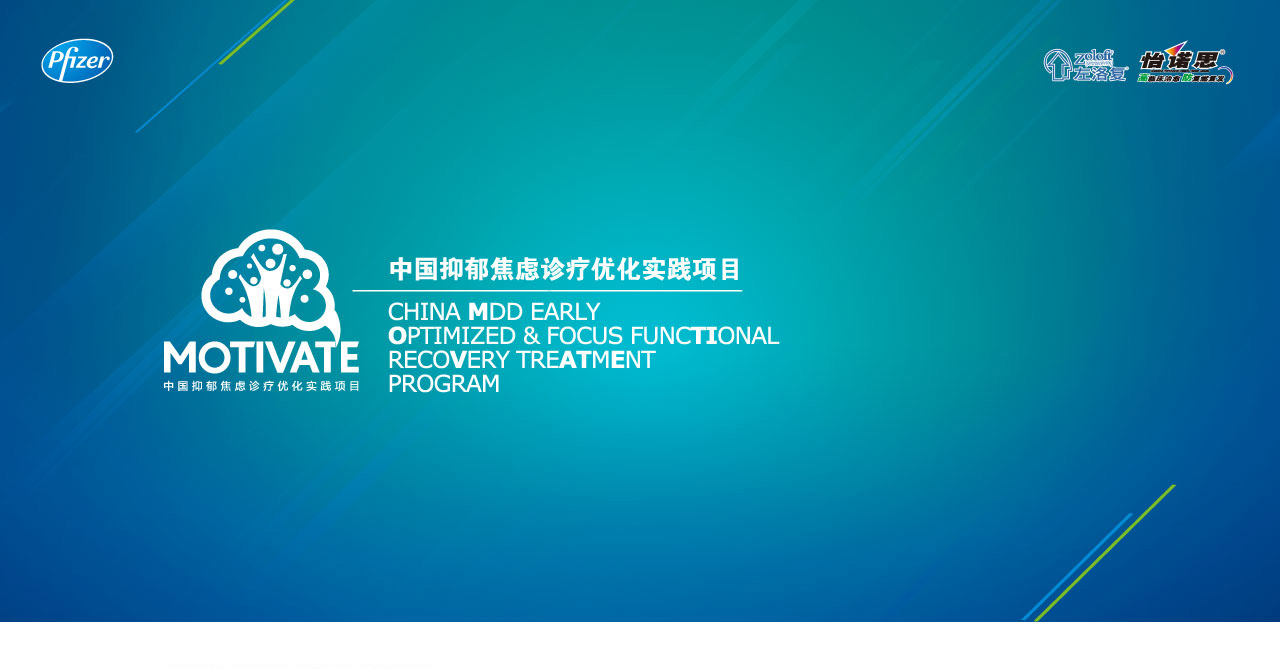 Pfizer
Zoloft
左洛复
怡诺思
中国抑郁焦虑诊疗优化实践项目
CHINA MDD EARLY
OPTIMIZED & FOCUS FUNCTIONAL
RECOVERY TREATMENT
PROGRAM
MOTIVATE
中国抑郁焦虑诊疗优化实践项目